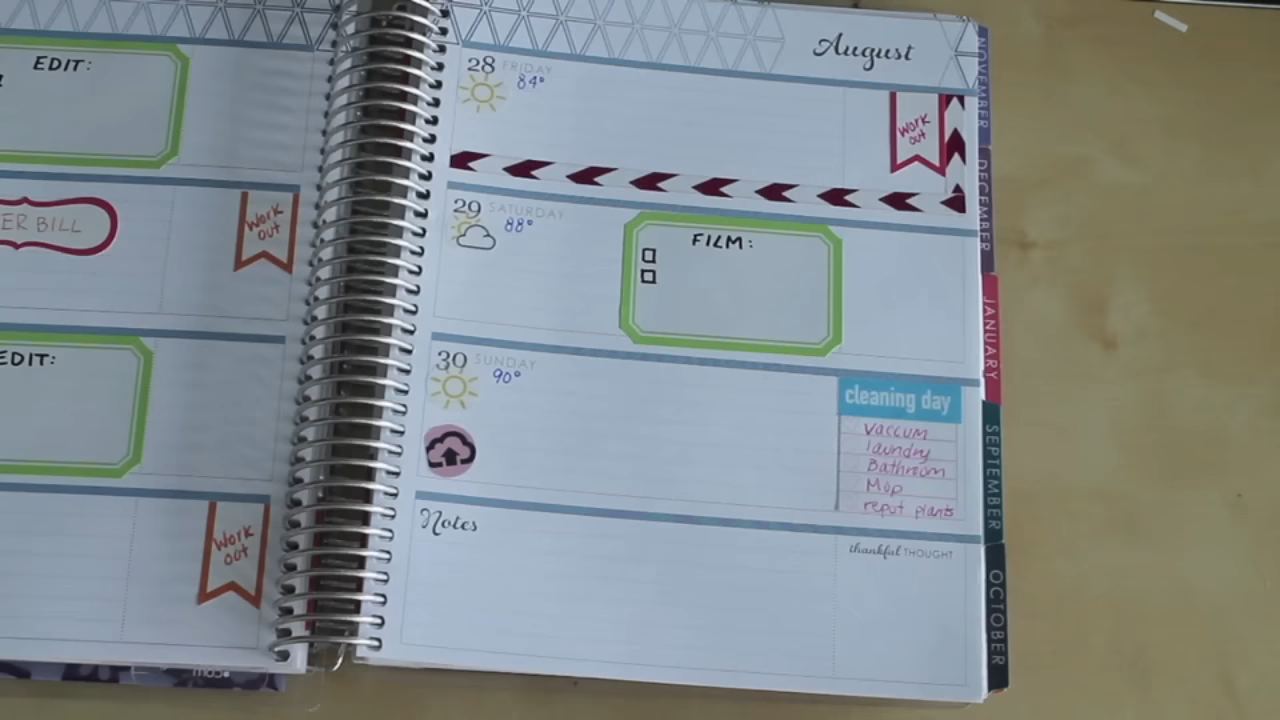 EDIT:
ER BILL
Work
out
EDIT:
Work
out
August
28 FRIDAY
84°
Work
out
29 SATURDAY
88°
FILM:
30 SUNDAY
90°
cleaning day
Vaccum
laundry
Bathroom
Mop
repot plants
Notes
thankful THOUGHT
NOVEMBER
DECEMBER
JANUARY
SEPTEMBER
OCTOBER